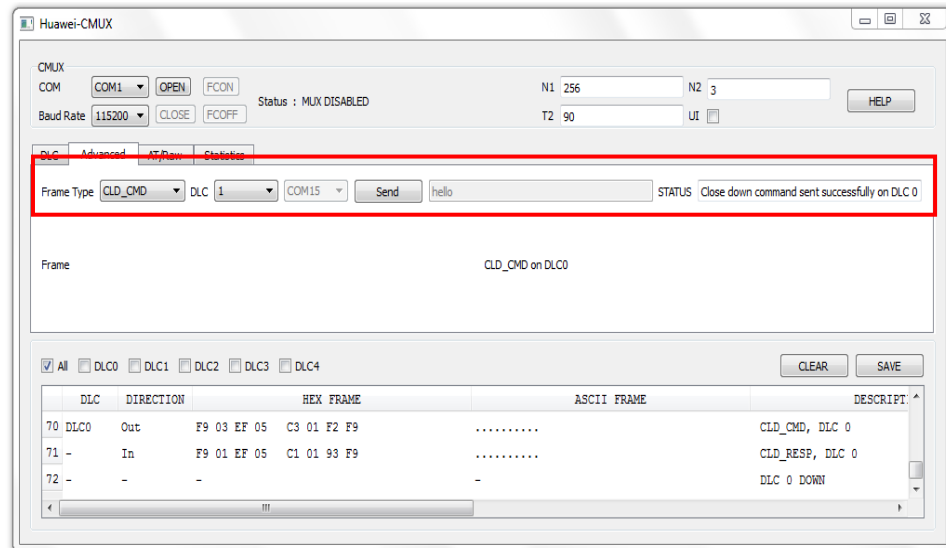 Huawei-CMUX
CMUX
COM COM1 OPEN FCON N1 256 N2 3
Status : MUX DISABLED HELP
Baud Rate 115200 CLOSE FCOFF T2 90 UI
DLC Advanced AT/Raw Statistics
Frame Type CLD_CMD DLC 1 COM15 Send hello STATUS Close down command sent successfully on DLC 0
Frame CLD_CMD on DLC0
All DLC0 DLC1 DLC2 DLC3 DLC4 CLEAR SAVE
DLC DIRECTION HEX FRAME ASCII FRAME DESCRIPT
70 DLC0 Out F9 03 EF 05 C3 01 F2 F9 .......... CLD_CMD, DLC 0
71 - In F9 01 EF 05 C1 01 93 F9 .......... CLD_RESP, DLC 0
72 - - - - DLC 0 DOWN